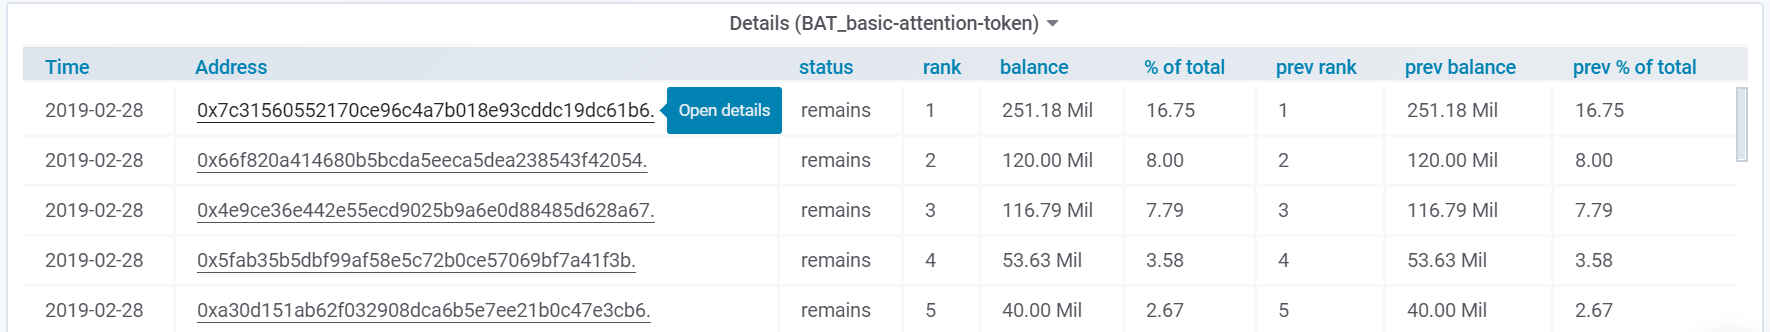 Details (BAT_basic-attention-token)
Time Address status rank balance % of total prev rank prev balance prev % of total
2019-02-28 0x7c31560552170ce96c4a7b018e93cddc19dc61b6. Open details remains 1 251.18 Mil 16.75 1 251.18 Mil 16.75
2019-02-28 0x66f820a414680b5bcda5eeca5dea238543f42054. remains 2 120.00 Mil 8.00 2 120.00 Mil 8.00
2019-02-28 0x4e9ce36e442e55ecd9025b9a6e0d88485d628a67. remains 3 116.79 Mil 7.79 3 116.79 Mil 7.79
2019-02-28 0x5fab35b5dbf99af58e5c72b0ce57069bf7a41f3b. remains 4 53.63 Mil 3.58 4 53.63 Mil 3.58
2019-02-28 0xa30d151ab62f032908dca6b5e7ee21b0c47e3cb6. remains 5 40.00 Mil 2.67 5 40.00 Mil 2.67